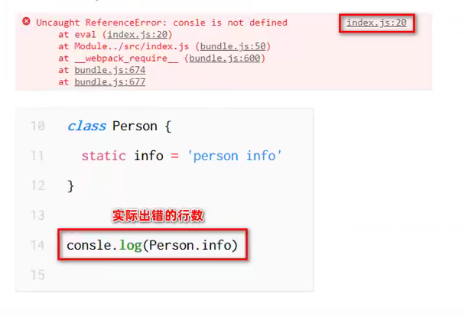 Uncaught ReferenceError: consle is not defined index.js:20
at eval (index.js:20)
at Module../src/index.js (bundle.js:50)
at __webpack_require__ (bundle.js:600)
at bundle.js:674
at bundle.js:677
10 class Person {
11 static info = 'person info'
12 }
13 实际出错的行数
14 consle.log(Person.info)
15